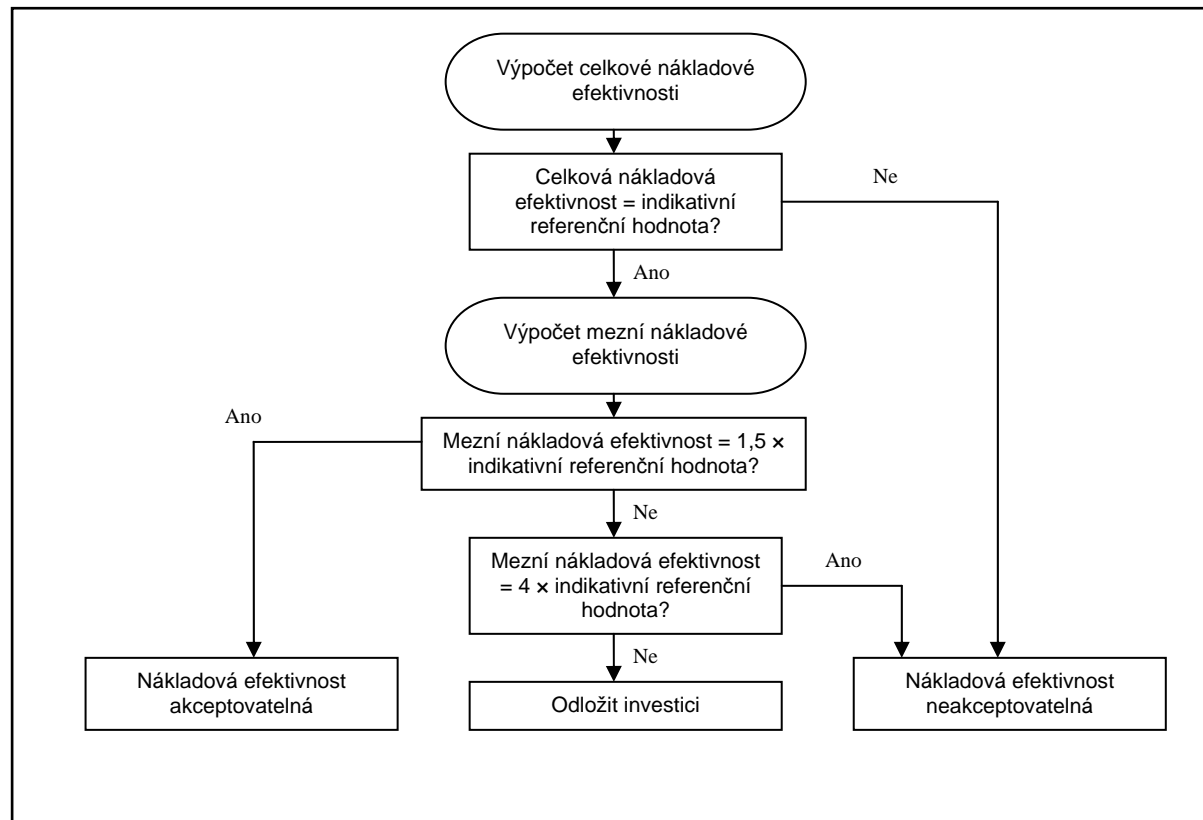 Výpočet celkové nákladové
efektivnosti
Celková nákladová
efektivnost = indikativní
referenční hodnota?
Ne
Ano
Výpočet mezní nákladové
efektivnosti
Ano
Mezní nákladová efektivnost = 1,5 ×
indikativní referenční hodnota?
Ne
Mezní nákladová efektivnost
= 4 × indikativní referenční
hodnota?
Ano
Ne
Nákladová efektivnost
akceptovatelná
Odložit investici
Nákladová efektivnost
neakceptovatelná